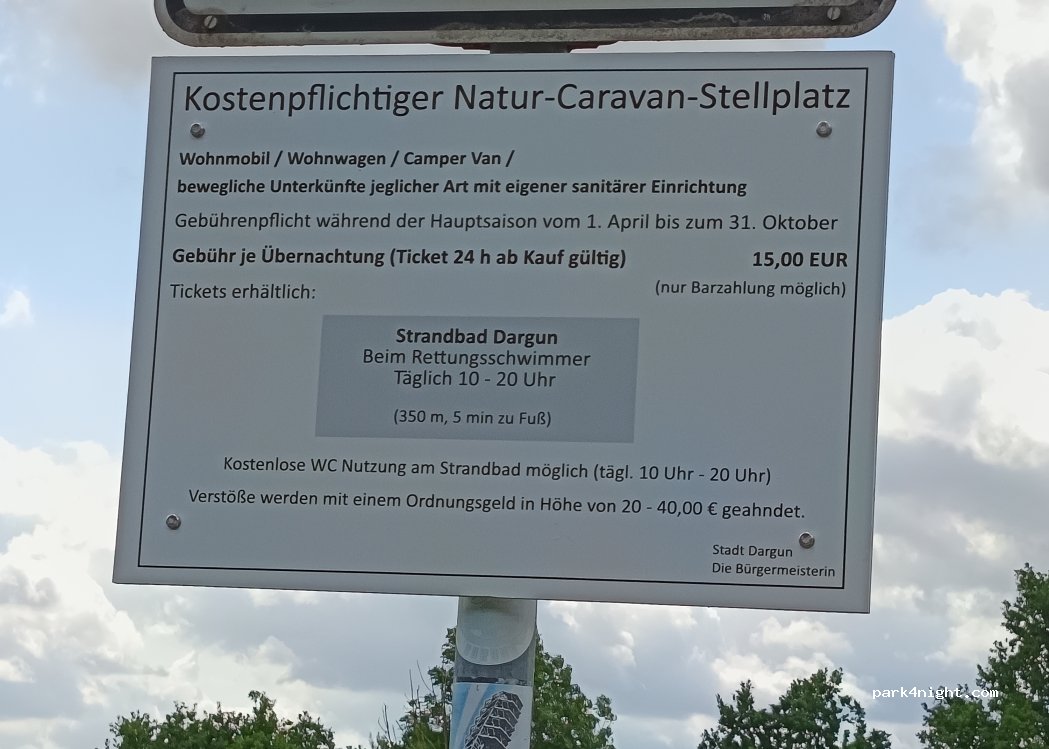 Kostenpflichtiger Natur-Caravan-Stellplatz
Wohnmobil / Wohnwagen / Camper Van /
bewegliche Unterkünfte jeglicher Art mit eigener sanitärer Einrichtung
Gebührenpflicht während der Hauptsaison vom 1. April bis zum 31. Oktober
Gebühr je Übernachtung (Ticket 24 h ab Kauf gültig) 15,00 EUR
Tickets erhältlich: (nur Barzahlung möglich)
Strandbad Dargun
Beim Rettungsschwimmer
Täglich 10 - 20 Uhr
(350 m, 5 min zu Fuß)
Kostenlose WC Nutzung am Strandbad möglich (tägl. 10 Uhr - 20 Uhr)
Verstöße werden mit einem Ordnungsgeld in Höhe von 20 - 40,00 € geahndet.
Stadt Dargun
Die Bürgermeisterin
park4night.com